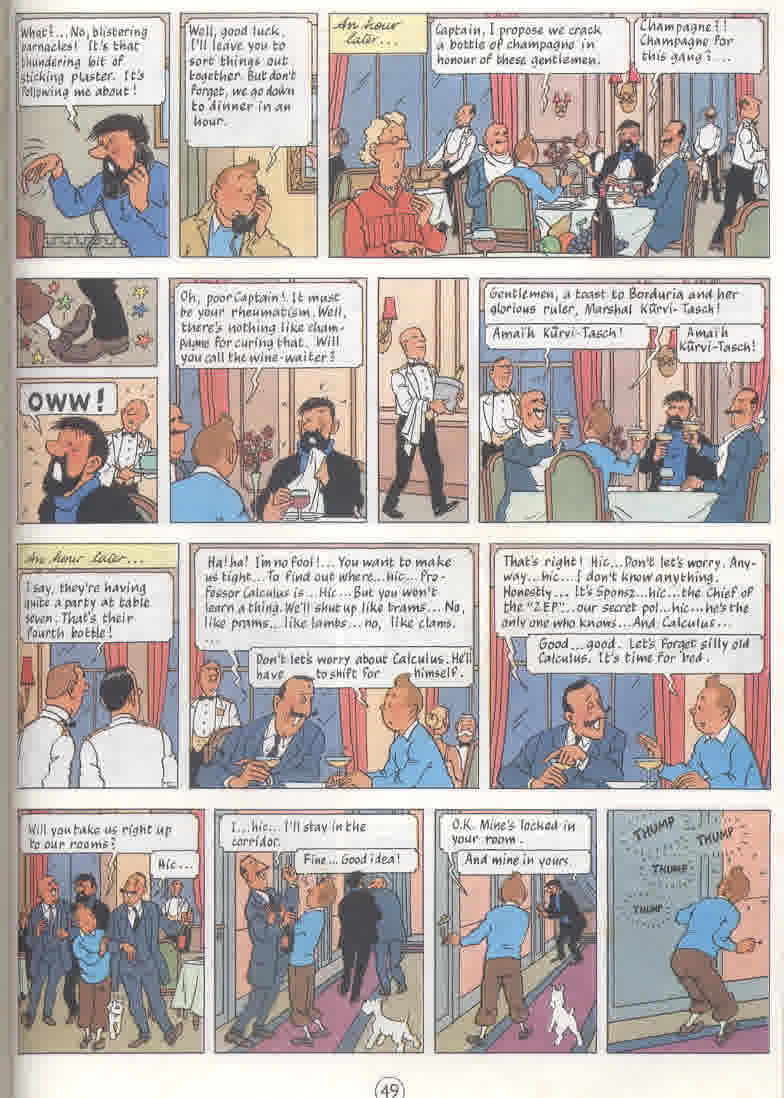 What?... No, blistering
barnacles! It's that
thundering bit of
sticking plaster. It's
following me about!
Well, good luck.
I'll leave you to
sort things out
together. But don't
forget, we go down
to dinner in an
hour.
An hour
later...
Captain, I propose we crack
a bottle of champagne in
honour of these gentlemen.
Champagne?!
Champagne for
this gang?...
OWW!
Oh, poor Captain! It must
be your rheumatism. Well,
there's nothing like cham-
pagne for curing that. Will
you call the wine-waiter?
Gentlemen, a toast to Borduria and her
glorious ruler, Marshal Kûrvi-Tasch!
Amaïh Kûrvi-Tasch!
Amaïh
Kûrvi-Tasch!
An hour later...
I say, they're having
quite a party at table
seven. That's their
fourth bottle!
Ha! ha! I'm no fool!... You want to make
us tight... To find out where...hic... Pro-
fessor Calculus is... Hic... But you won't
learn a thing. We'll shut up like trams... No,
like prams...like lambs... no, like clams.
...
Don't let's worry about Calculus. He'll
have to shift for himself.
That's right! Hic... Don't let's worry. Any-
way...hic... I don't know anything.
Honestly... It's Sponsz...hic... the Chief of
the "ZEP"...our secret pol...hic...he's the
only one who knows... And Calculus...
Good...good. Let's forget silly old
Calculus. It's time for bed.
Will you take us right up
to our rooms?
Hic...
I...hic... I'll stay in the
corridor.
Fine... Good idea!
O.K. Mine's locked in
your room.
And mine in yours.
THUMP
THUMP
THUMP
THUMP
49